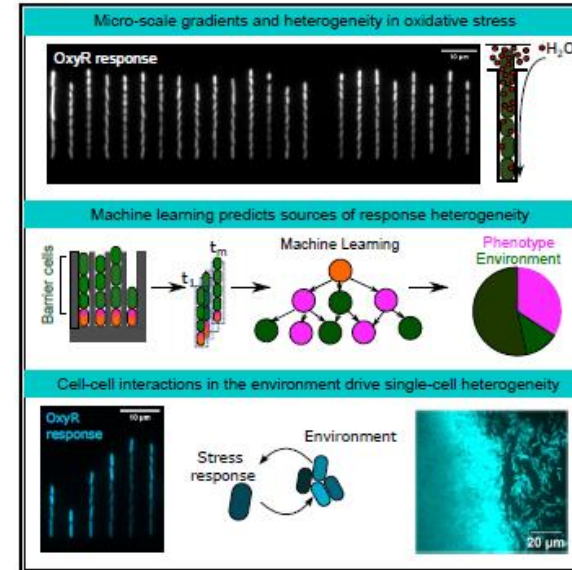 Micro-scale gradients and heterogeneity in oxidative stress
OxyR response
10 µm
H₂O
Machine learning predicts sources of response heterogeneity
Barrier cells
t₁
tₘ
Machine Learning
Phenotype
Environment
Cell-cell interactions in the environment drive single-cell heterogeneity
OxyR
response
10 µm
Stress
response
Environment
20 µm